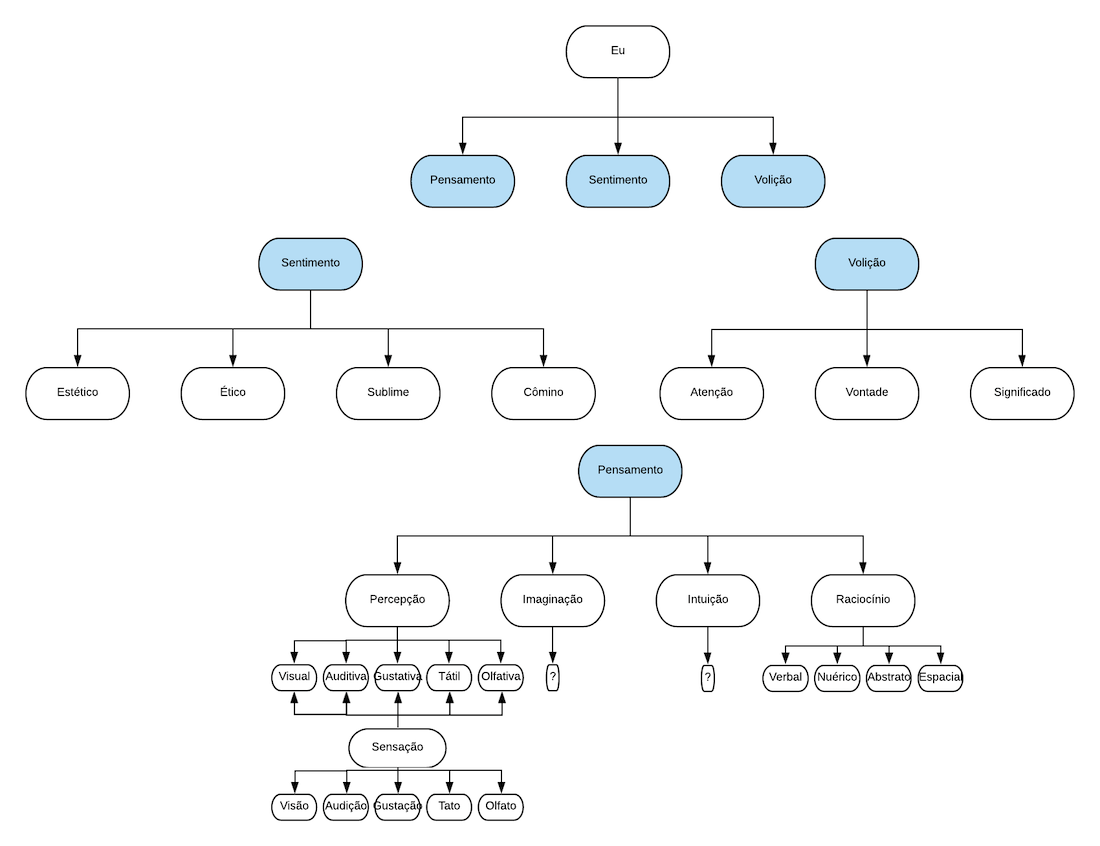 Eu
Pensamento
Sentimento
Volição
Sentimento
Volição
Estético
Ético
Sublime
Cômino
Atenção
Vontade
Significado
Pensamento
Percepção
Imaginação
Intuição
Raciocínio
Visual
Auditiva
Gustativa
Tátil
Olfativa
?
?
Verbal
Nuérico
Abstrato
Espacial
Sensação
Visão
Audição
Gustação
Tato
Olfato